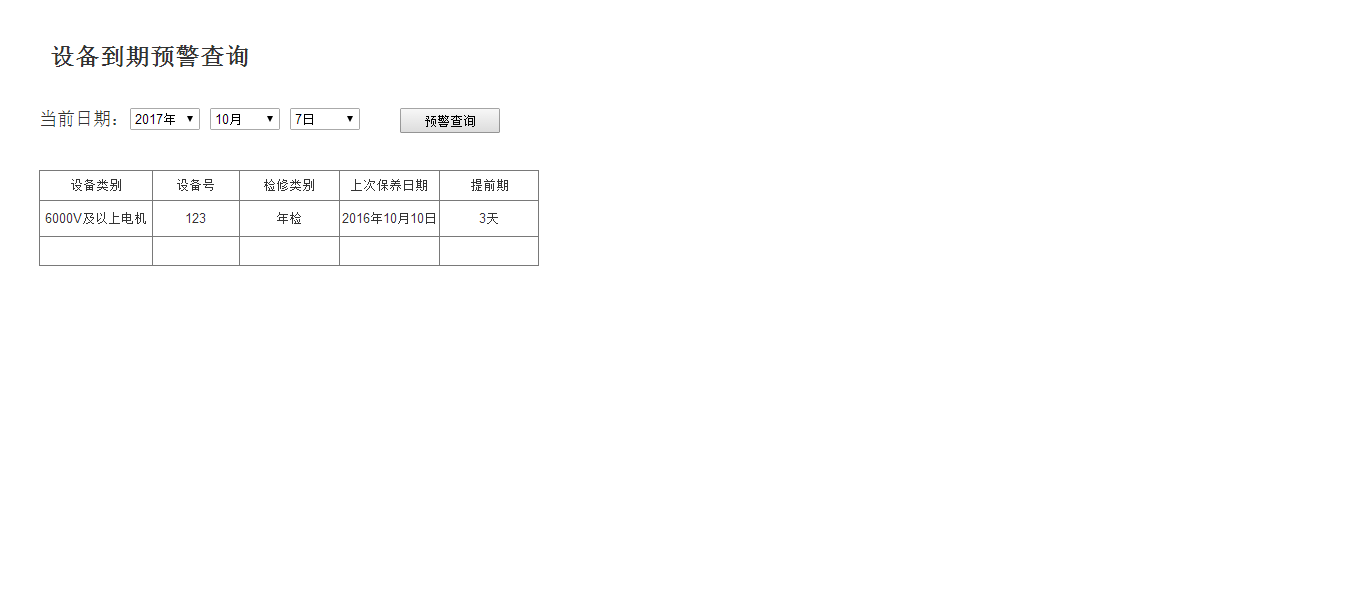 设备到期预警查询
当前日期： 2017年 10月 7日 预警查询
设备类别 设备号 检修类别 上次保养日期 提前期
6000V及以上电机 123 年检 2016年10月10日 3天